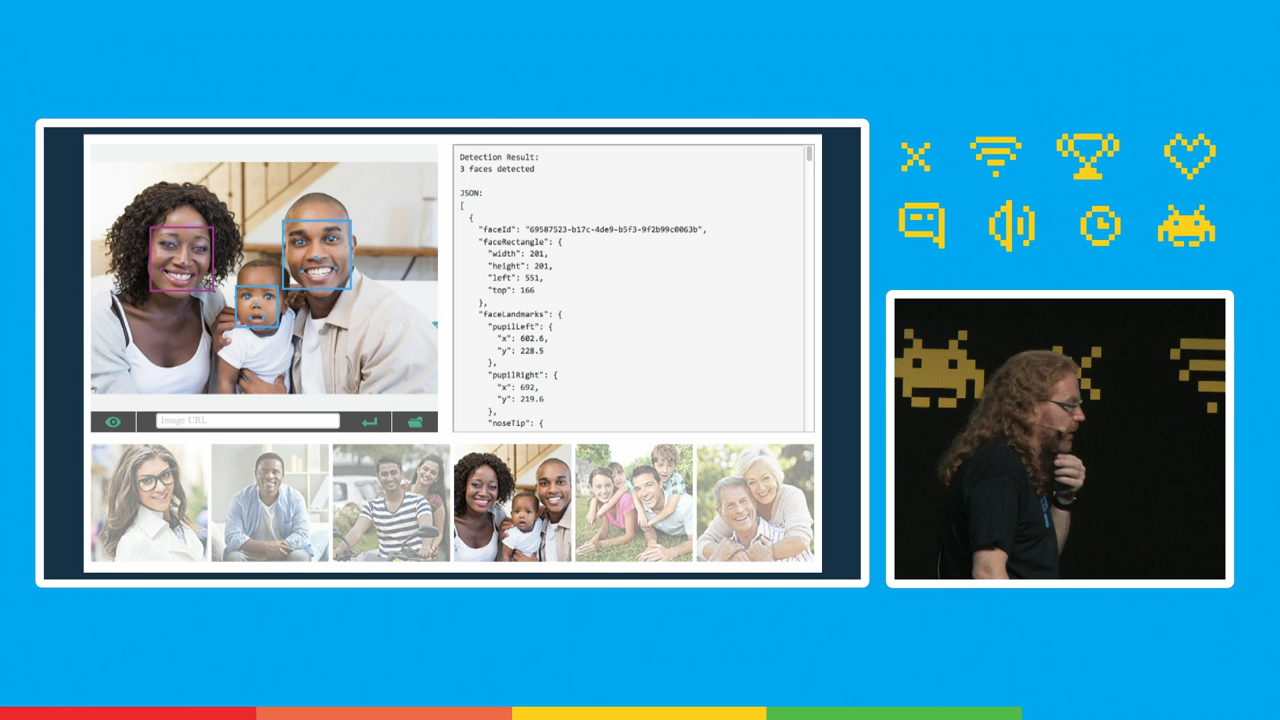 Detection Result:
3 faces detected
JSON:
[
{
"faceId": "69587523-b17c-4de9-b5f3-9f2b99c0063b",
"faceRectangle": {
"width": 201,
"height": 201,
"left": 551,
"top": 166
},
"faceLandmarks": {
"pupilLeft": {
"x": 602.6,
"y": 228.5
},
"pupilRight": {
"x": 692,
"y": 219.6
},
"noseTip": {
Image URL